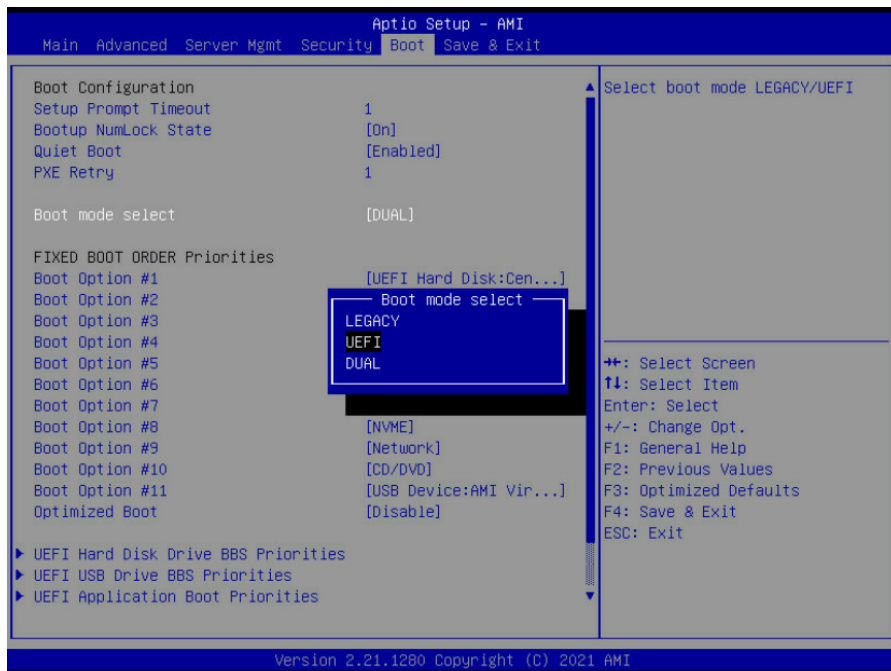 Aptio Setup – AMI
Main Advanced Server Mgmt Security Boot Save & Exit
Boot Configuration
Setup Prompt Timeout 1
Bootup NumLock State [On]
Quiet Boot [Enabled]
PXE Retry 1
Boot mode select [DUAL]
FIXED BOOT ORDER Priorities
Boot Option #1 [UEFI Hard Disk:Cen...]
Boot Option #2
Boot Option #3
Boot Option #4
Boot Option #5
Boot Option #6
Boot Option #7
Boot Option #8 [NVME]
Boot Option #9 [Network]
Boot Option #10 [CD/DVD]
Boot Option #11 [USB Device:AMI Vir...]
Optimized Boot [Disable]
UEFI Hard Disk Drive BBS Priorities
UEFI USB Drive BBS Priorities
UEFI Application Boot Priorities
Boot mode select
LEGACY
UEFI
DUAL
Select boot mode LEGACY/UEFI
→←: Select Screen
↑↓: Select Item
Enter: Select
+/-: Change Opt.
F1: General Help
F2: Previous Values
F3: Optimized Defaults
F4: Save & Exit
ESC: Exit
Version 2.21.1280 Copyright (C) 2021 AMI